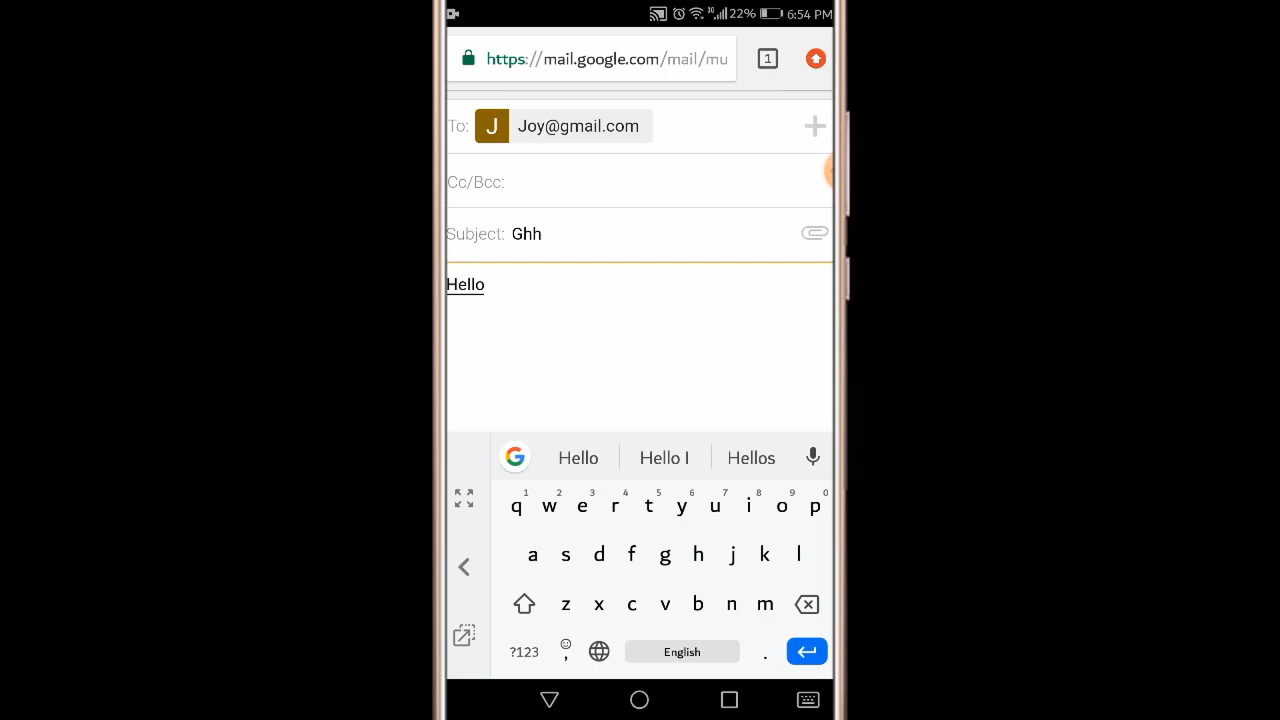 22% 6:54 PM
https://mail.google.com/mail/mu 1
To: J Joy@gmail.com
Cc/Bcc:
Subject: Ghh
Hello
G Hello Hello I Hellos
1 2 3 4 5 6 7 8 9 0
q w e r t y u i o p
a s d f g h j k l
z x c v b n m
?123 , English .